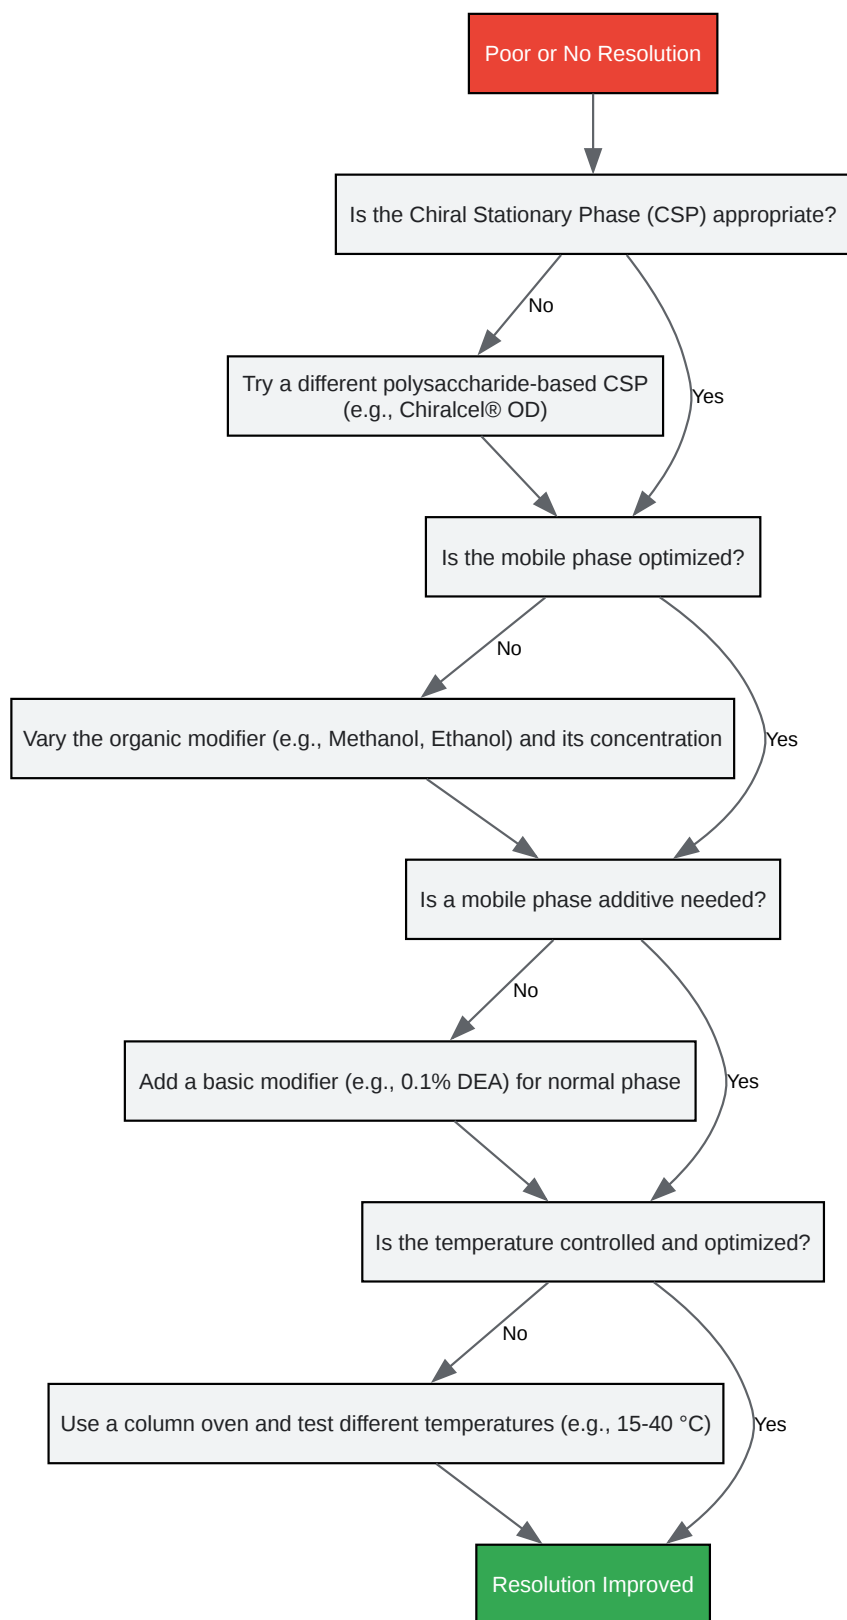 Poor or No Resolution
Is the Chiral Stationary Phase (CSP) appropriate?
No
Try a different polysaccharide-based CSP
(e.g., Chiralcel® OD)
Yes
Is the mobile phase optimized?
No
Vary the organic modifier (e.g., Methanol, Ethanol) and its concentration
Yes
Is a mobile phase additive needed?
No
Add a basic modifier (e.g., 0.1% DEA) for normal phase
Yes
Is the temperature controlled and optimized?
No
Use a column oven and test different temperatures (e.g., 15-40 °C)
Yes
Resolution Improved